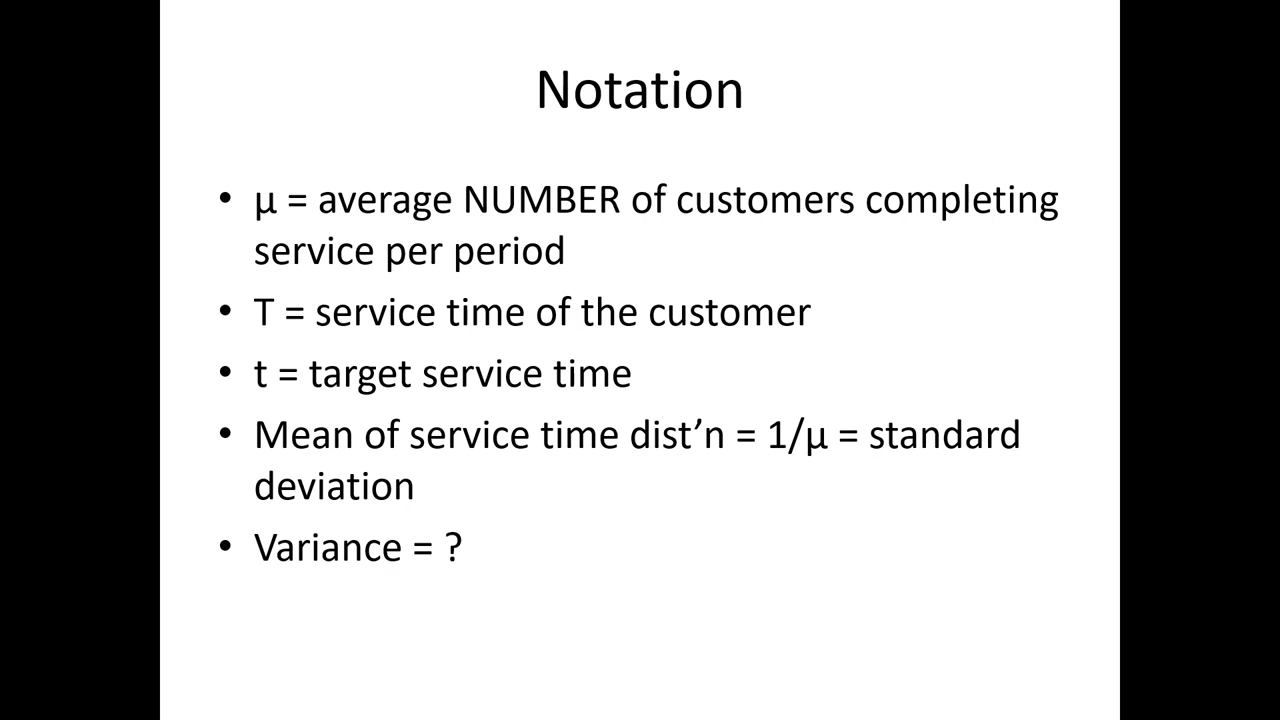 Notation
• µ = average NUMBER of customers completing
service per period
• T = service time of the customer
• t = target service time
• Mean of service time dist’n = 1/µ = standard
deviation
• Variance = ?